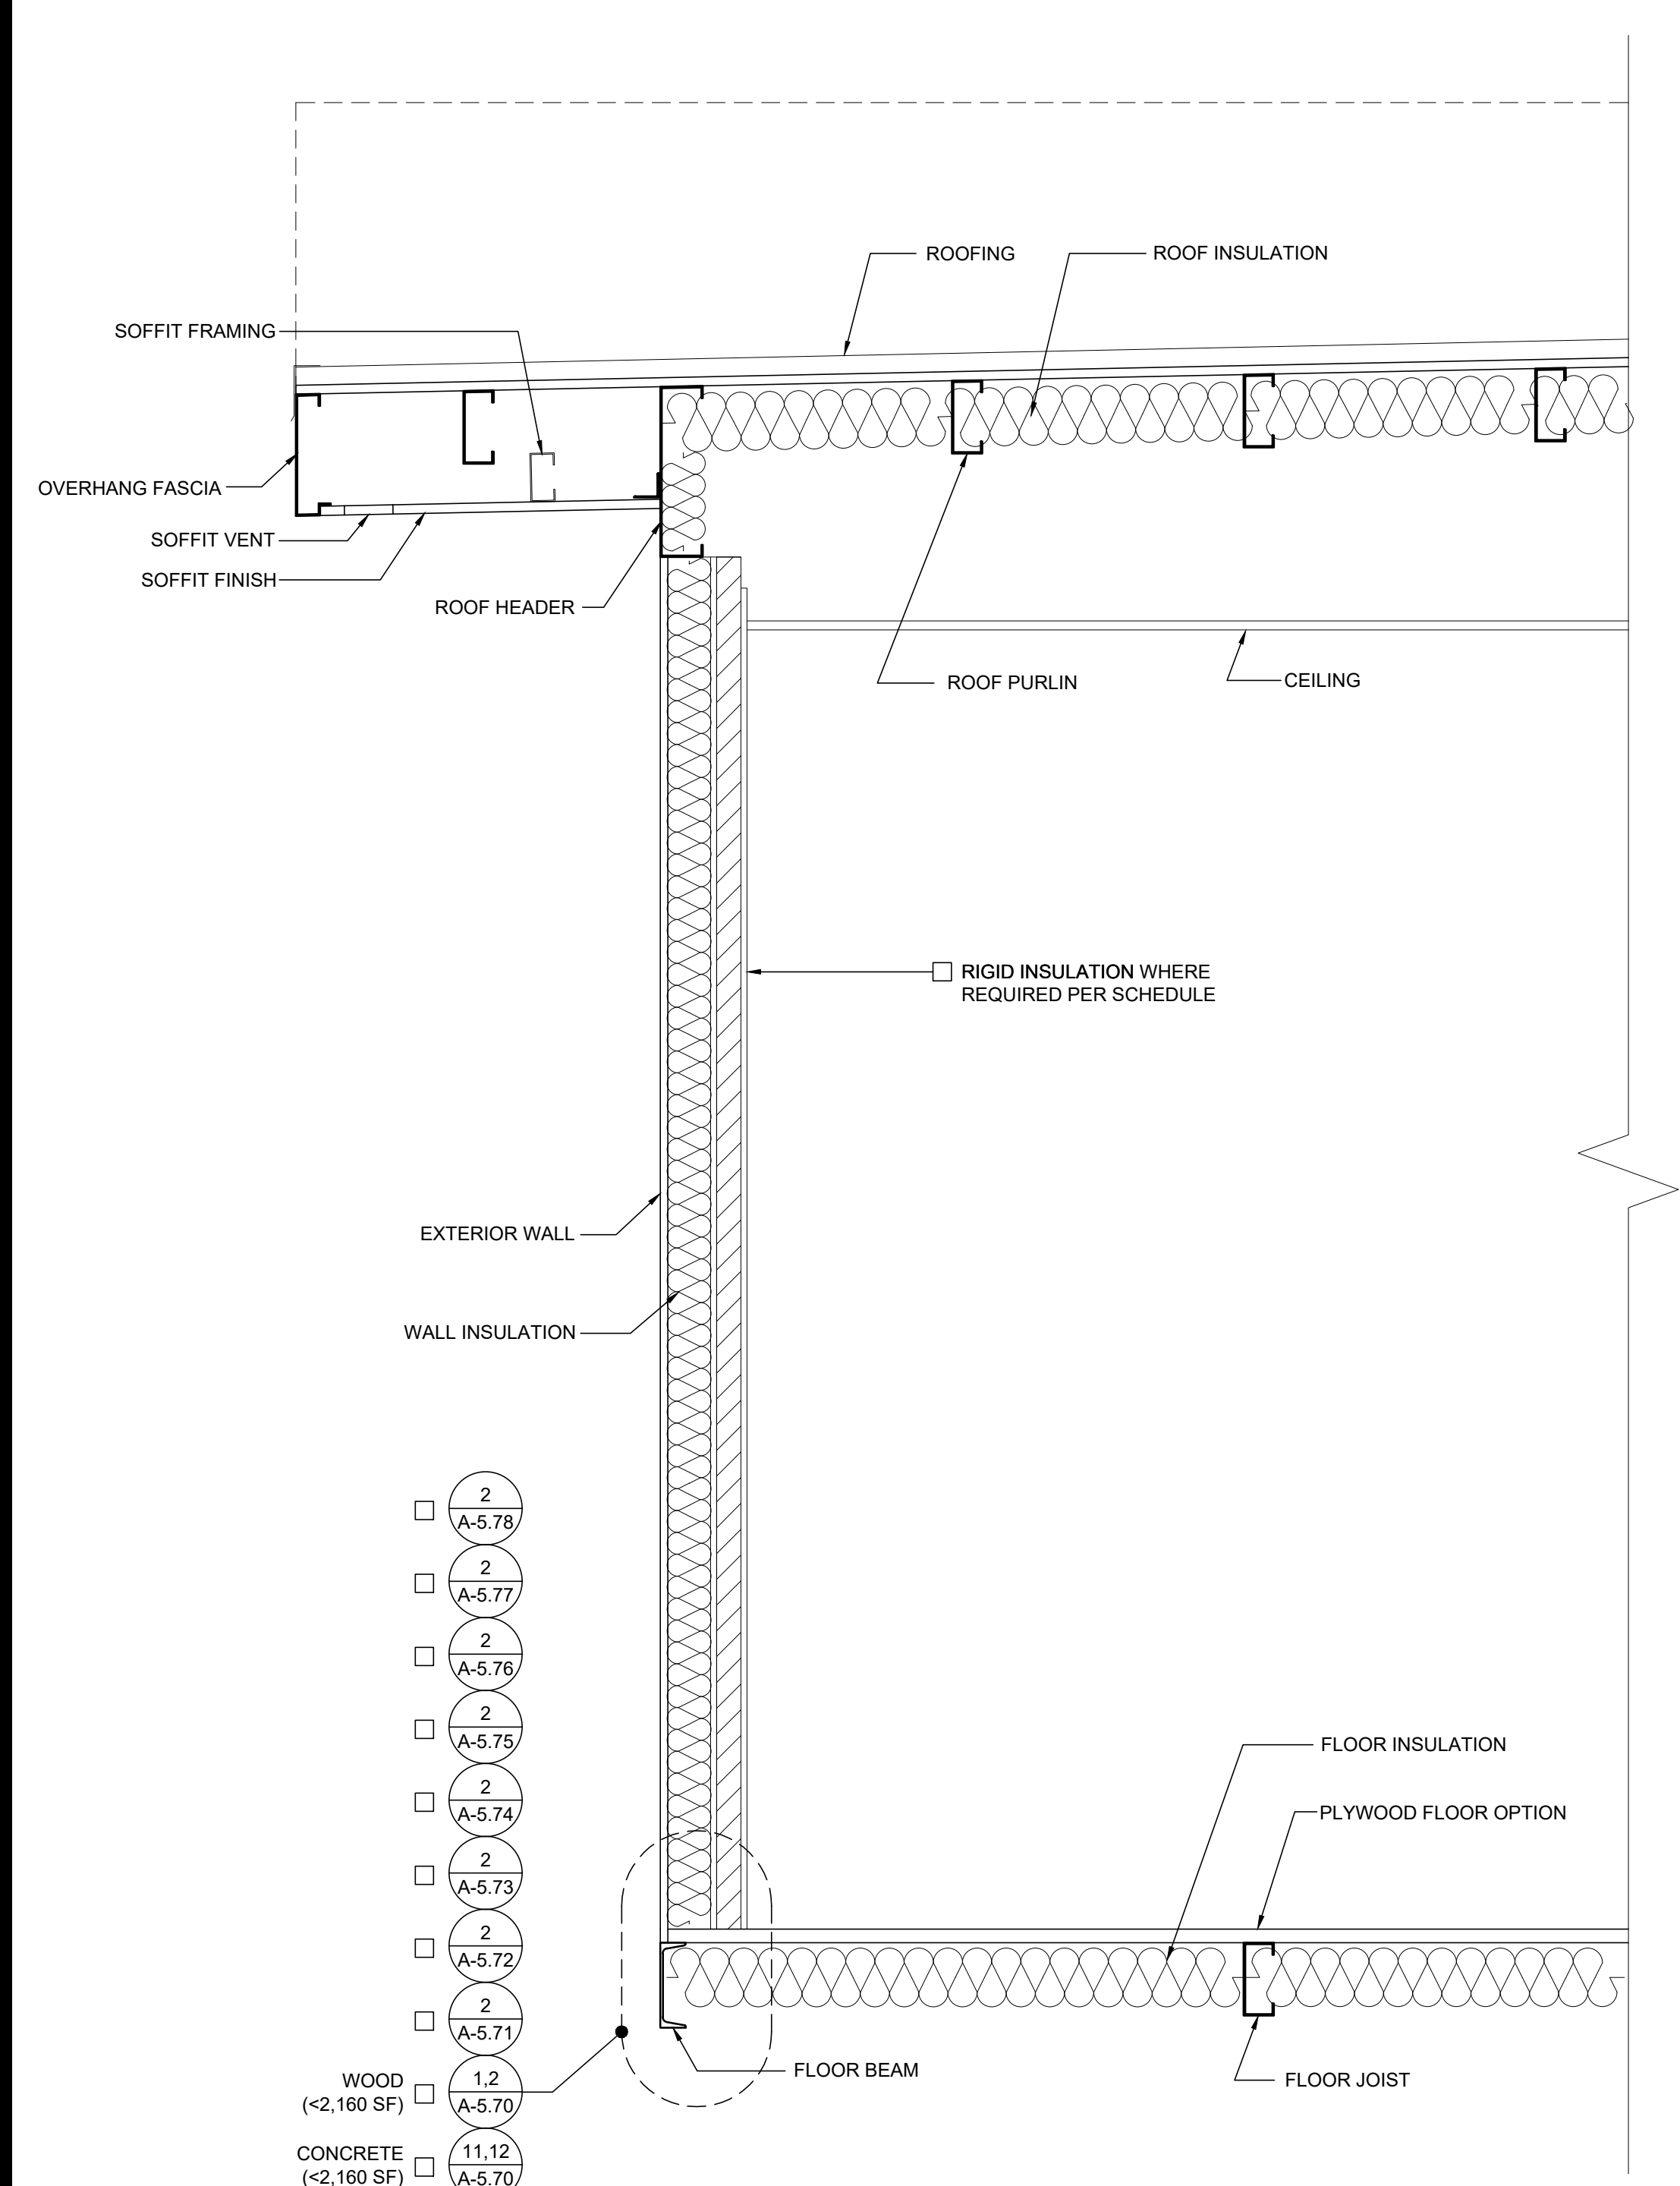 ROOFING
ROOF INSULATION
SOFFIT FRAMING
OVERHANG FASCIA
SOFFIT VENT
SOFFIT FINISH
ROOF HEADER
ROOF PURLIN
CEILING
RIGID INSULATION WHERE
REQUIRED PER SCHEDULE
EXTERIOR WALL
WALL INSULATION
2
A-5.78
2
A-5.77
2
A-5.76
2
A-5.75
2
A-5.74
2
A-5.73
2
A-5.72
2
A-5.71
WOOD
(<2,160 SF)
1,2
A-5.70
CONCRETE
(<2,160 SF)
11,12
A-5.70
FLOOR INSULATION
PLYWOOD FLOOR OPTION
FLOOR BEAM
FLOOR JOIST